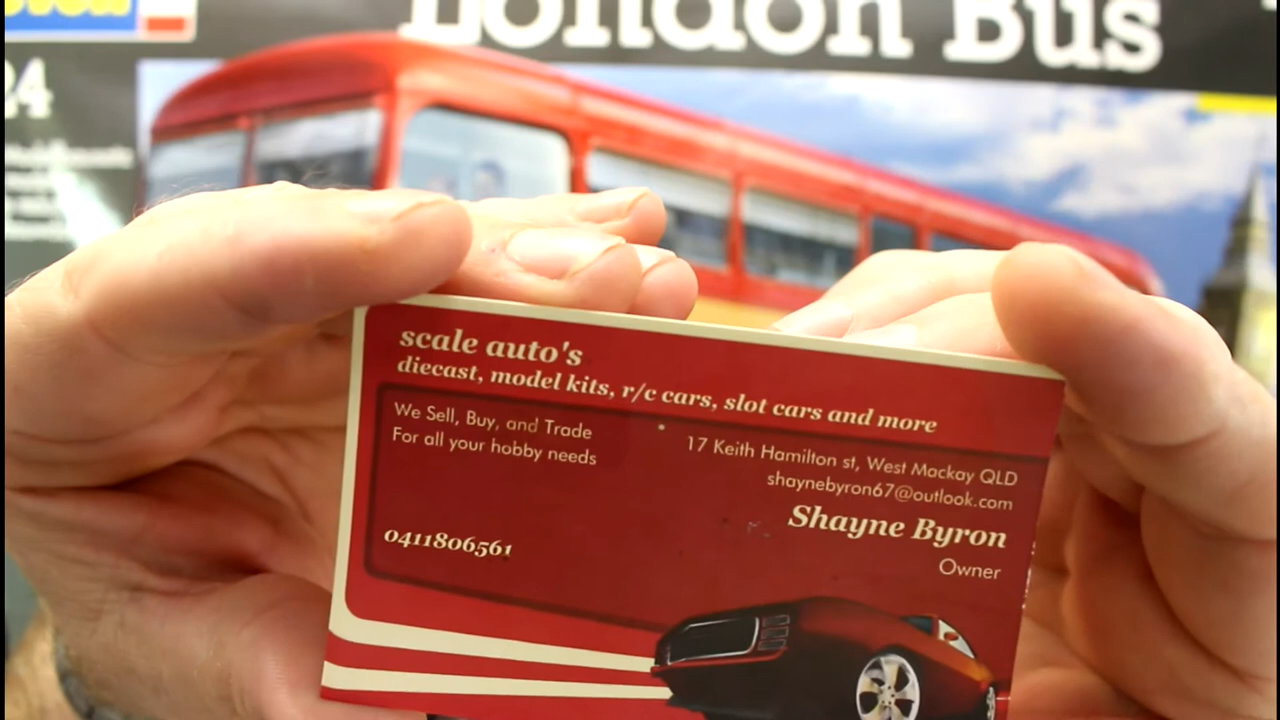 London Bus
24
scale auto's
diecast, model kits, r/c cars, slot cars and more
We Sell, Buy, and Trade
For all your hobby needs
17 Keith Hamilton st, West Mackay QLD
shaynebyron67@outlook.com
Shayne Byron
Owner
0411806561